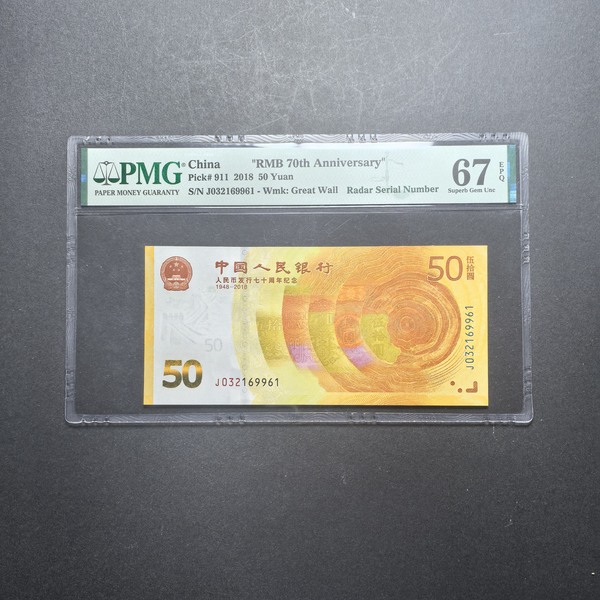 PMG
PAPER MONEY GUARANTY
China "RMB 70th Anniversary"
Pick# 911 2018 50 Yuan
S/N J032169961 - Wmk: Great Wall Radar Serial Number
67 EPQ
Superb Gem Unc
中国人民银行
人民币发行七十周年纪念
1948-2018
50 伍拾圆
J032169961
50
50
J032169961